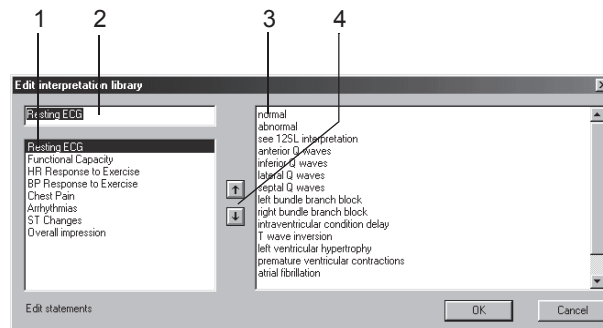 1 2 3 4
Edit interpretation library
Resting ECG
Resting ECG
Functional Capacity
HR Response to Exercise
BP Response to Exercise
Chest Pain
Arrhythmias
ST Changes
Overall impression
normal
abnormal
see 12SL interpretation
anterior Q waves
inferior Q waves
lateral Q waves
septal Q waves
left bundle branch block
right bundle branch block
intraventricular condition delay
T wave inversion
left ventricular hypertrophy
premature ventricular contractions
atrial fibrillation
Edit statements
OK
Cancel